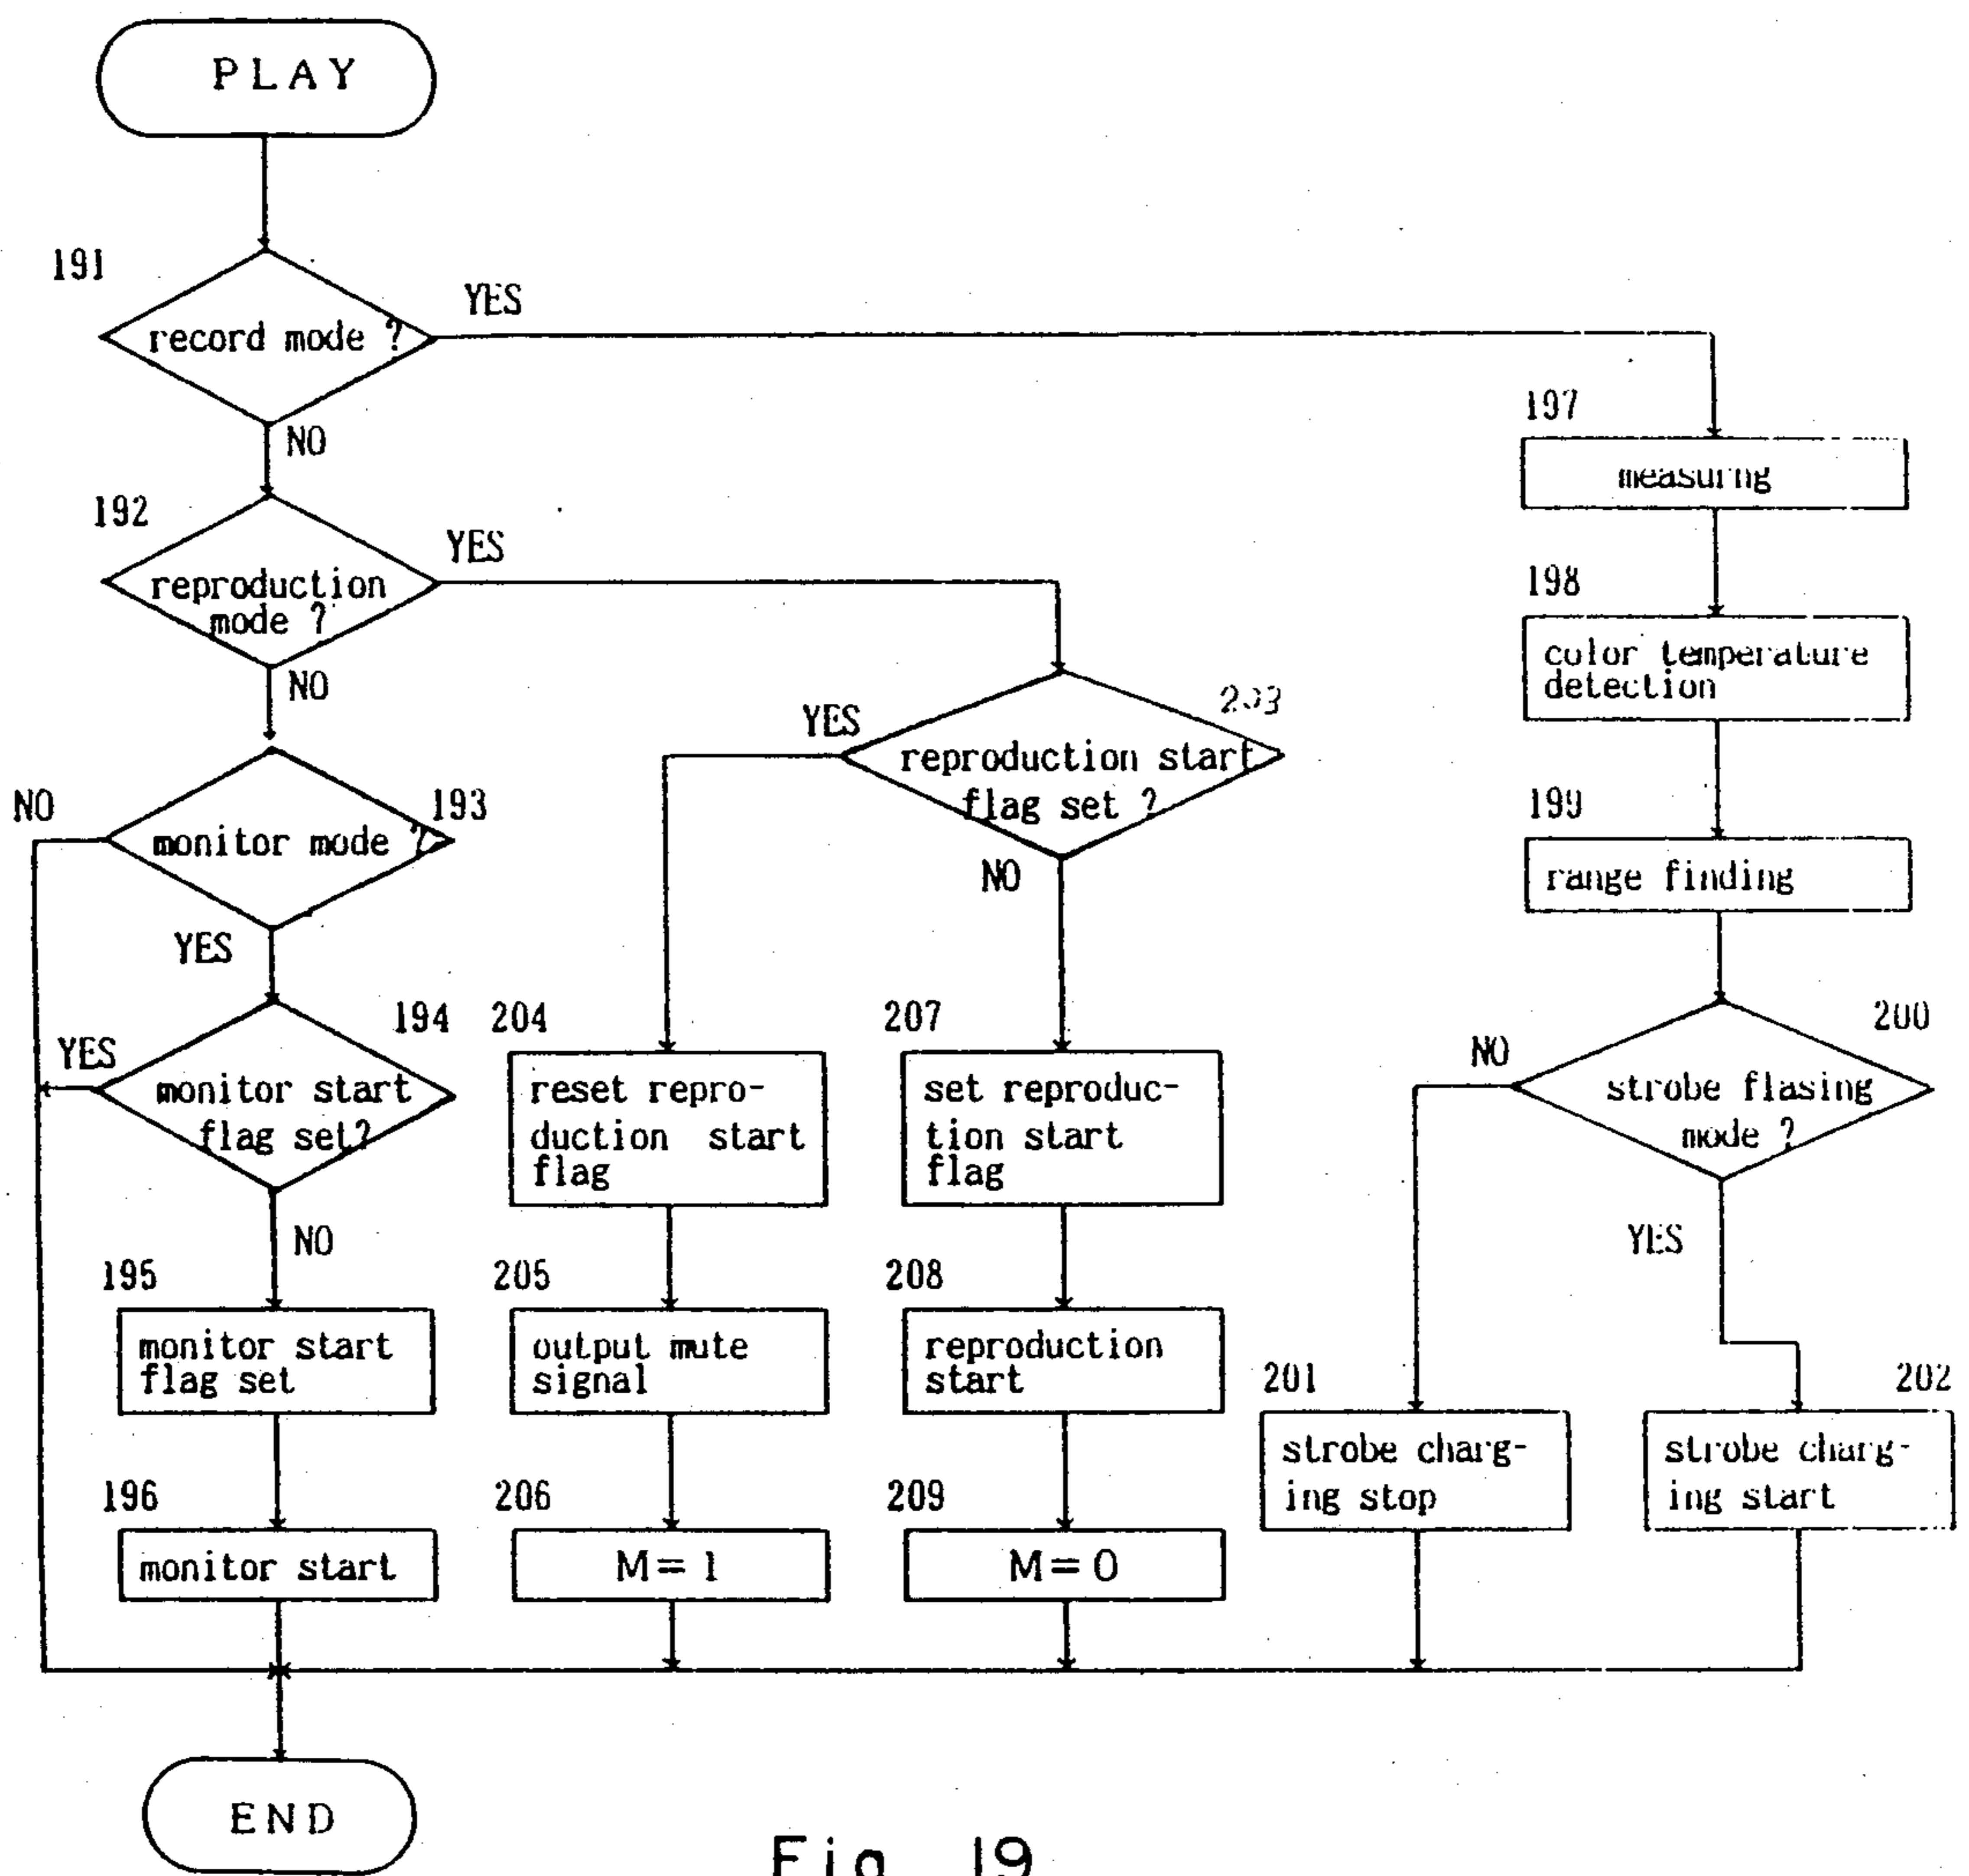 PLAY
191
record mode ?
YES
NO
192
reproduction
mode ?
YES
NO
193
monitor mode ?
NO
YES
194
monitor start
flag set?
YES
NO
195
monitor start
flag set
196
monitor start
203
reproduction start
flag set ?
YES
NO
204
reset repro-
duction start
flag
205
output mute
signal
206
M = 1
207
set reproduc-
tion start
flag
208
reproduction
start
209
M = 0
197
measuring
198
color temperature
detection
199
range finding
200
strobe flasing
mode ?
NO
YES
201
strobe charg-
ing stop
202
strobe charg-
ing start
END
Fig 19